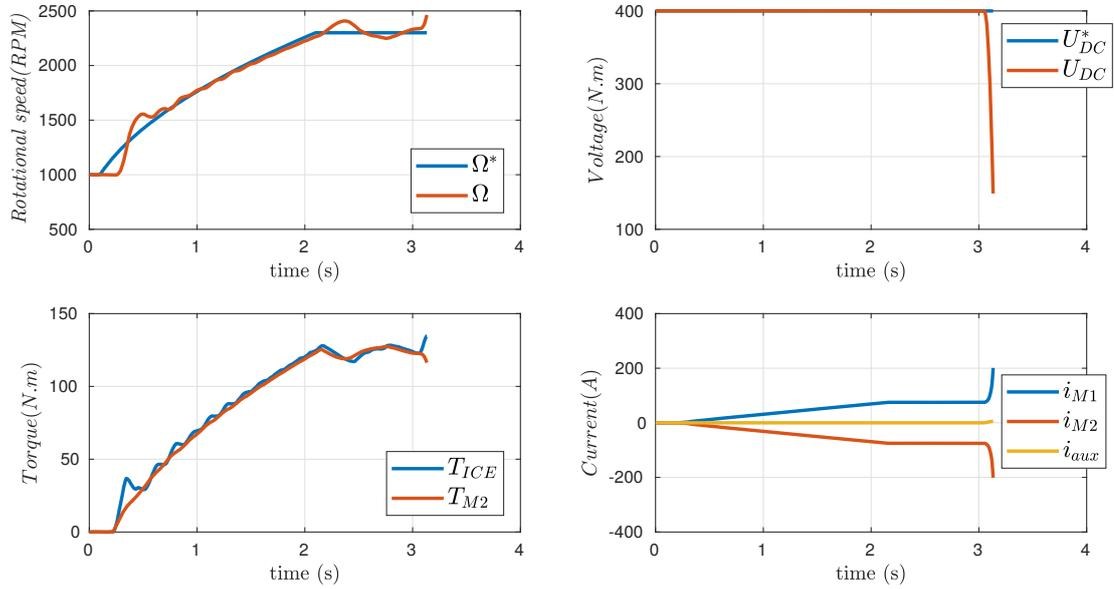 Rotational speed(RPM)
2500
2000
1500
1000
500
0 1 2 3 4
time (s)
Ω*
Ω
Voltage(N.m)
400
300
200
100
0 1 2 3 4
time (s)
U*DC
UDC
Torque(N.m)
150
100
50
0
0 1 2 3 4
time (s)
TICE
TM2
Current(A)
400
200
0
-200
-400
0 1 2 3 4
time (s)
iM1
iM2
iaux